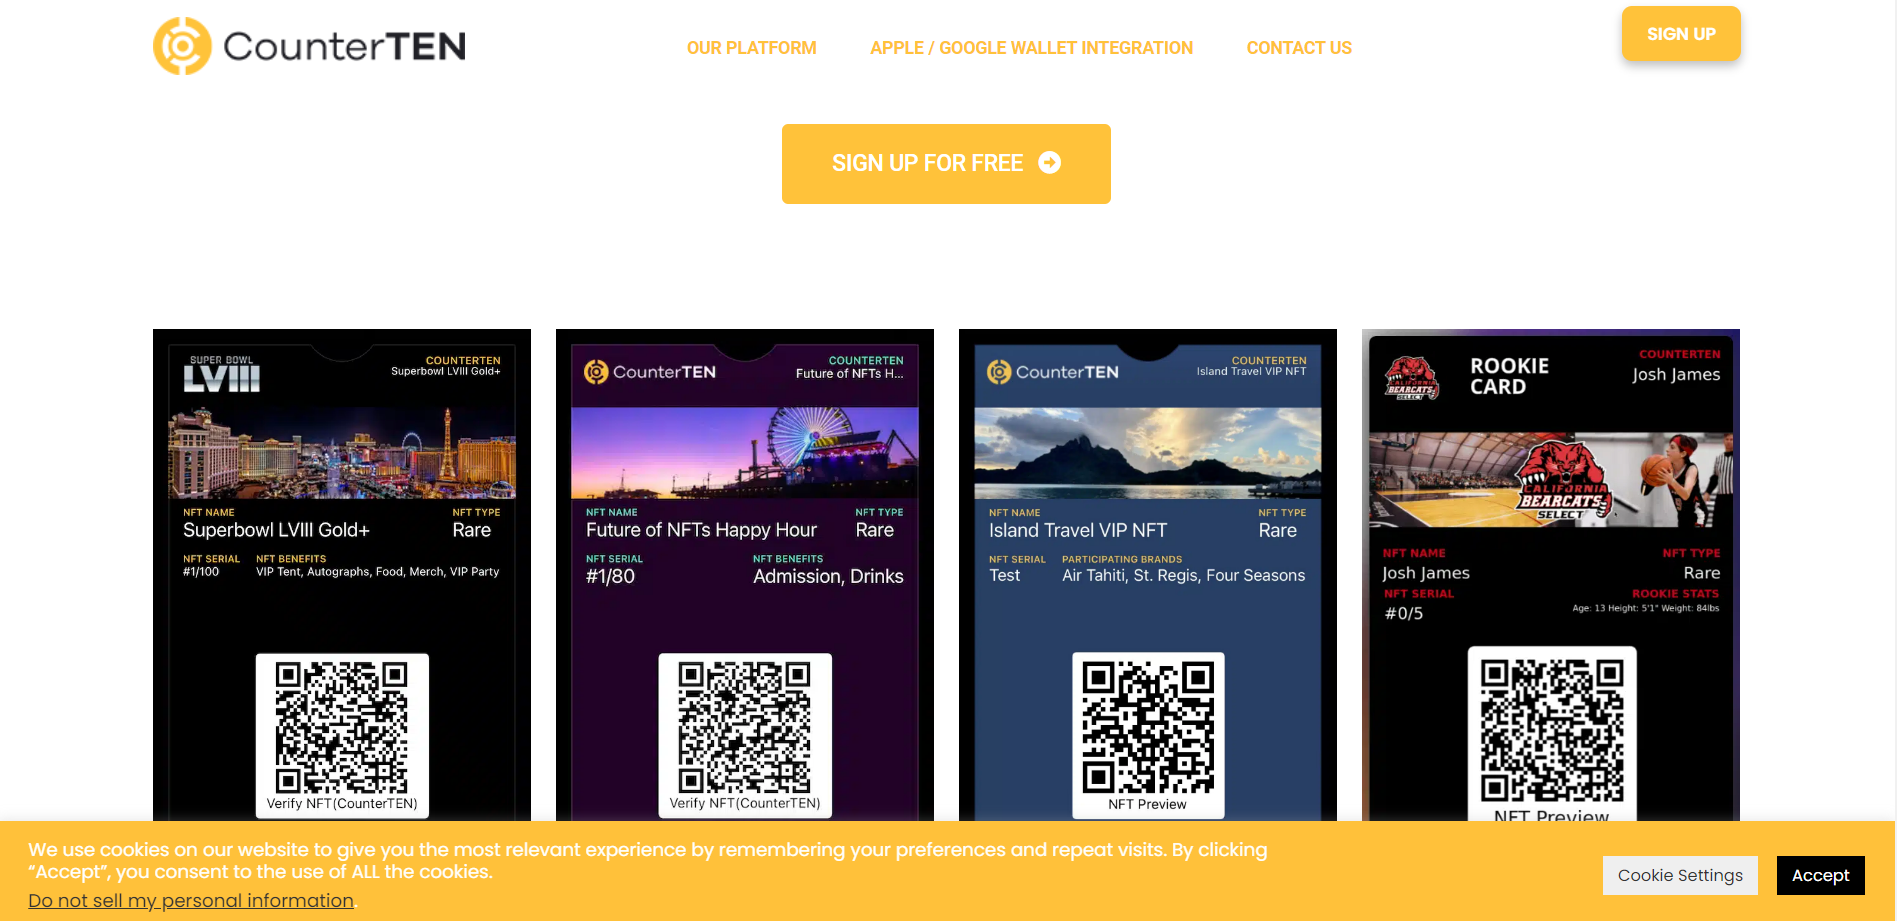 CounterTEN
OUR PLATFORM
APPLE / GOOGLE WALLET INTEGRATION
CONTACT US
SIGN UP
SIGN UP FOR FREE
SUPER BOWL
LVIII
COUNTERTEN
Superbowl LVIII Gold+
NFT NAME
NFT TYPE
Superbowl LVIII Gold+
Rare
NFT SERIAL
NFT BENEFITS
#1/100
VIP Tent, Autographs, Food, Merch, VIP Party
Verify NFT(CounterTEN)
CounterTEN
COUNTERTEN
Future of NFTs H...
NFT NAME
NFT TYPE
Future of NFTs Happy Hour
Rare
NFT SERIAL
NFT BENEFITS
#1/80
Admission, Drinks
Verify NFT(CounterTEN)
CounterTEN
COUNTERTEN
Island Travel VIP NFT
NFT NAME
NFT TYPE
Island Travel VIP NFT
Rare
NFT SERIAL
PARTICIPATING BRANDS
Test
Air Tahiti, St. Regis, Four Seasons
NFT Preview
CALIFORNIA
BEARCATS
SELECT
ROOKIE
CARD
COUNTERTEN
Josh James
CALIFORNIA
BEARCATS
SELECT
NFT NAME
NFT TYPE
Josh James
Rare
NFT SERIAL
ROOKIE STATS
#0/5
Age: 13 Height: 5'1" Weight: 84lbs
NFT Preview
We use cookies on our website to give you the most relevant experience by remembering your preferences and repeat visits. By clicking
“Accept”, you consent to the use of ALL the cookies.
Do not sell my personal information.
Cookie Settings
Accept